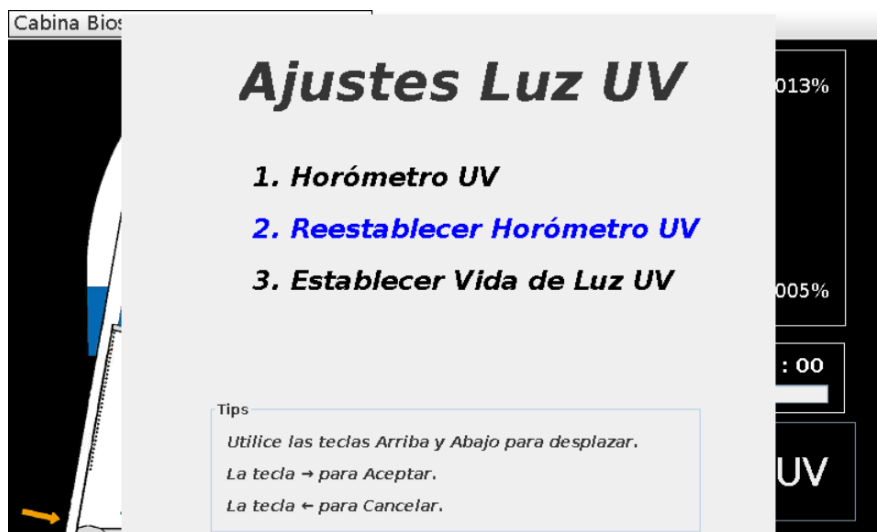 Cabina
Ajustes Luz UV
013%
1. Horómetro UV
2. Reestablecer Horómetro UV
3. Establecer Vida de Luz UV
005%
: 00
Tips
Utilice las teclas Arriba y Abajo para desplazar.
La tecla → para Aceptar.
UV
La tecla ← para Cancelar.